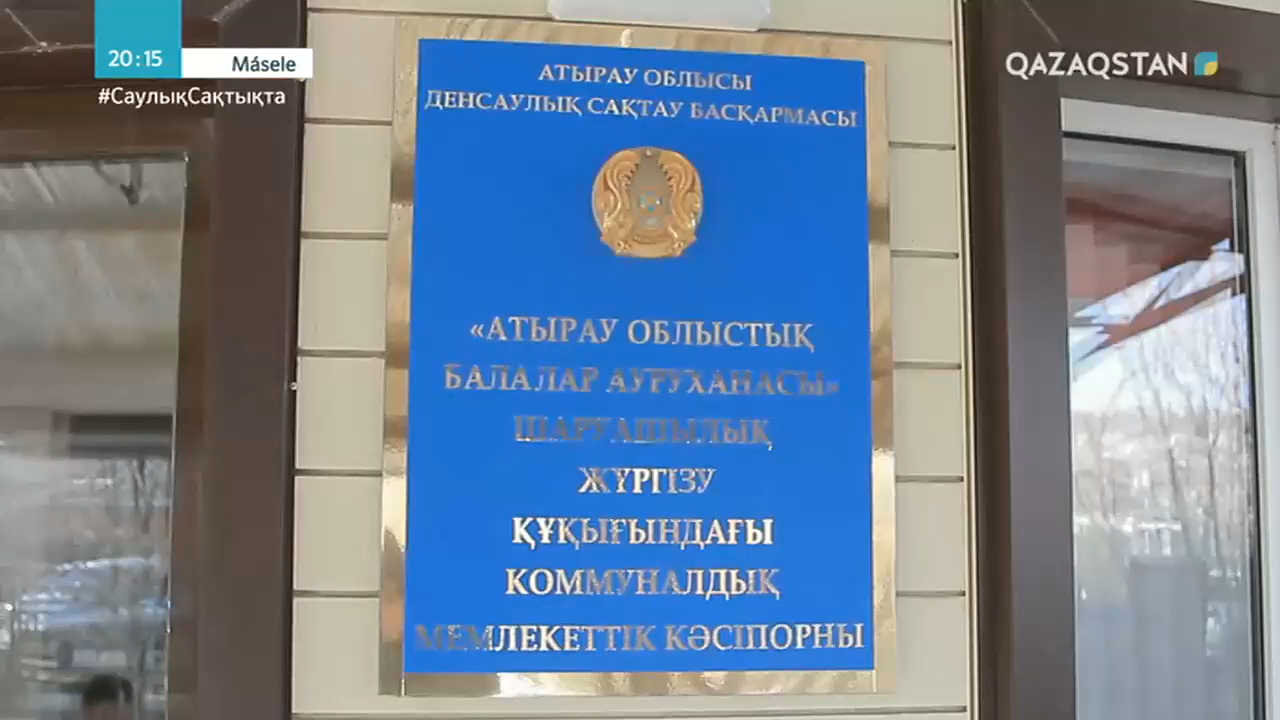 20:15
Másele
#СаулықСақтықта
QAZAQSTAN
АТЫРАУ ОБЛЫСЫ
ДЕНСАУЛЫҚ САҚТАУ БАСҚАРМАСЫ
«АТЫРАУ ОБЛЫСТЫҚ
БАЛАЛАР АУРУХАНАСЫ»
ШАРУАШЫЛЫҚ
ЖҮРГІЗУ
ҚҰҚЫҒЫНДАҒЫ
КОММУНАЛДЫҚ
МЕМЛЕКЕТТІК КӘСІПОРНЫ